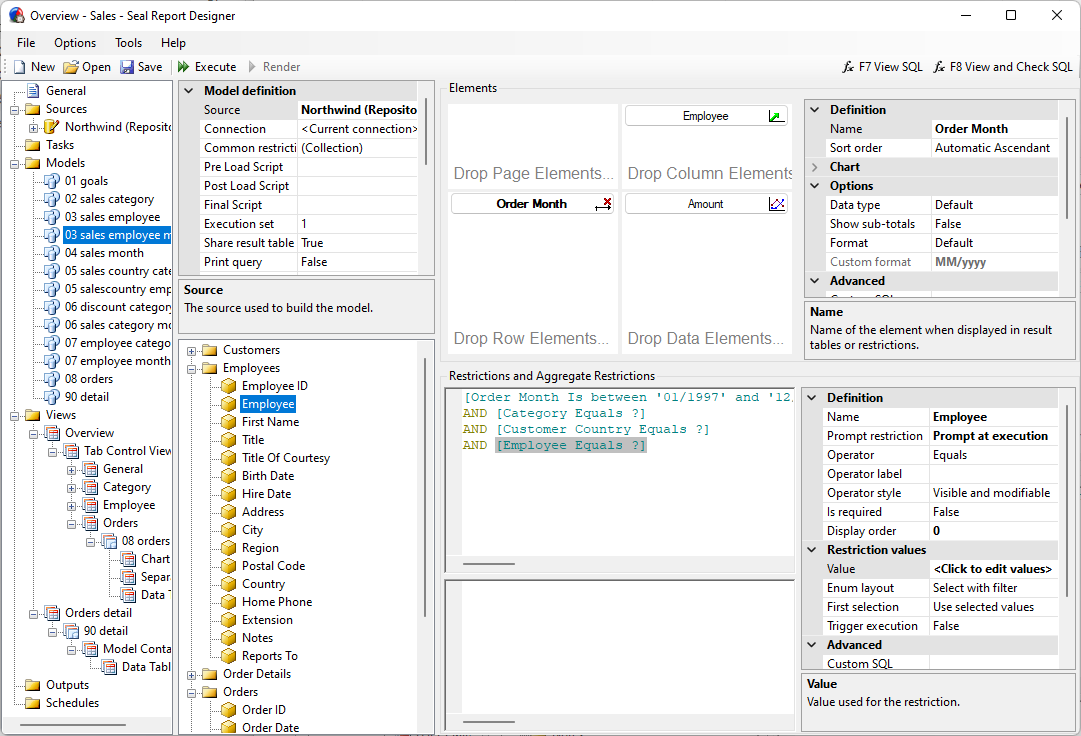 Overview - Sales - Seal Report Designer
File Options Tools Help
New Open Save Execute Render F7 View SQL F8 View and Check SQL
General
Sources
Northwind (Reposito
Tasks
Models
01 goals
02 sales category
03 sales employee
03 sales employee m
04 sales month
05 sales country cate
05 salescountry emp
06 discount category
06 sales category mo
07 employee catego
07 employee month
08 orders
90 detail
Views
Overview
Tab Control View
General
Category
Employee
Orders
08 orders
Chart
Separ
Data T
Orders detail
90 detail
Model Conta
Data Tabl
Outputs
Schedules
Model definition
Source Northwind (Reposito
Connection <Current connection>
Common restricti (Collection)
Pre Load Script
Post Load Script
Final Script
Execution set 1
Share result table True
Print query False
Source
The source used to build the model.
Customers
Employees
Employee ID
Employee
First Name
Title
Title Of Courtesy
Birth Date
Hire Date
Address
City
Region
Postal Code
Country
Home Phone
Extension
Notes
Reports To
Order Details
Orders
Order ID
Order Date
Elements
Drop Page Elements...
Employee
Drop Column Elements
Order Month
Drop Row Elements...
Amount
Drop Data Elements...
Definition
Name Order Month
Sort order Automatic Ascendant
Chart
Options
Data type Default
Show sub-totals False
Format Default
Custom format MM/yyyy
Advanced
Custom SQL
Name
Name of the element when displayed in result
tables or restrictions.
Restrictions and Aggregate Restrictions
[Order Month Is between '01/1997' and '12/
AND [Category Equals ?]
AND [Customer Country Equals ?]
AND [Employee Equals ?]
Definition
Name Employee
Prompt restriction Prompt at execution
Operator Equals
Operator label
Operator style Visible and modifiable
Is required False
Display order 0
Restriction values
Value <Click to edit values>
Enum layout Select with filter
First selection Use selected values
Trigger execution False
Advanced
Custom SQL
Value
Value used for the restriction.